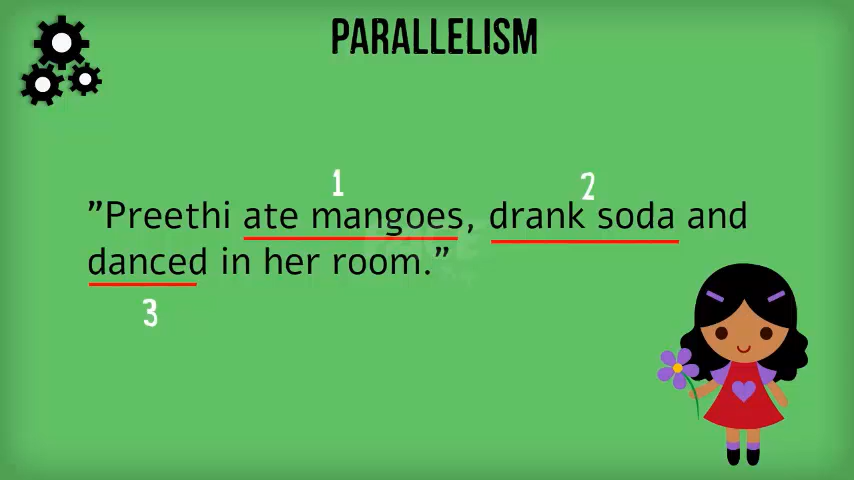 PARALLELISM
1 2
”Preethi ate mangoes, drank soda and
danced in her room.”
3